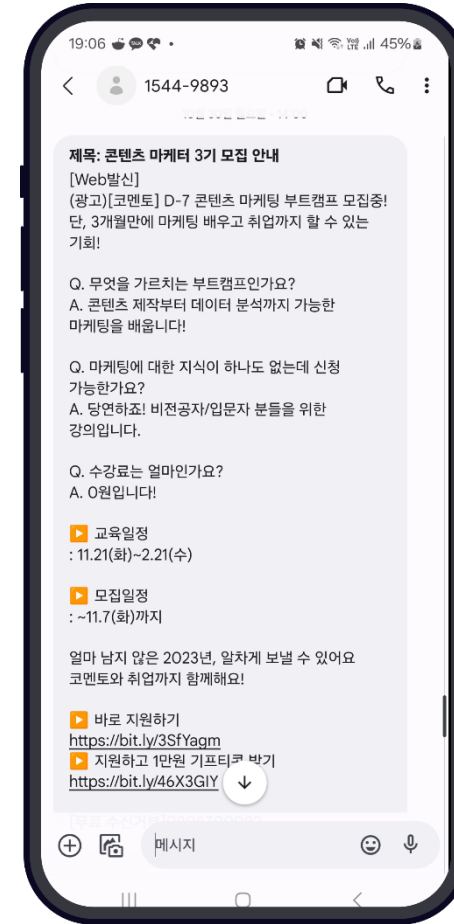 19:06
45%
1544-9893
제목: 콘텐츠 마케터 3기 모집 안내
[Web발신]
(광고)[코멘토] D-7 콘텐츠 마케팅 부트캠프 모집중!
단, 3개월만에 마케팅 배우고 취업까지 할 수 있는
기회!
Q. 무엇을 가르치는 부트캠프인가요?
A. 콘텐츠 제작부터 데이터 분석까지 가능한
마케팅을 배웁니다!
Q. 마케팅에 대한 지식이 하나도 없는데 신청
가능한가요?
A. 당연하죠! 비전공자/입문자 분들을 위한
강의입니다.
Q. 수강료는 얼마인가요?
A. 0원입니다!
교육일정
: 11.21(화)~2.21(수)
모집일정
: ~11.7(화)까지
얼마 남지 않은 2023년, 알차게 보낼 수 있어요
코멘토와 취업까지 함께해요!
바로 지원하기
https://bit.ly/3SfYagm
지원하고 1만원 기프티콘 받기
https://bit.ly/46X3GIY
메시지